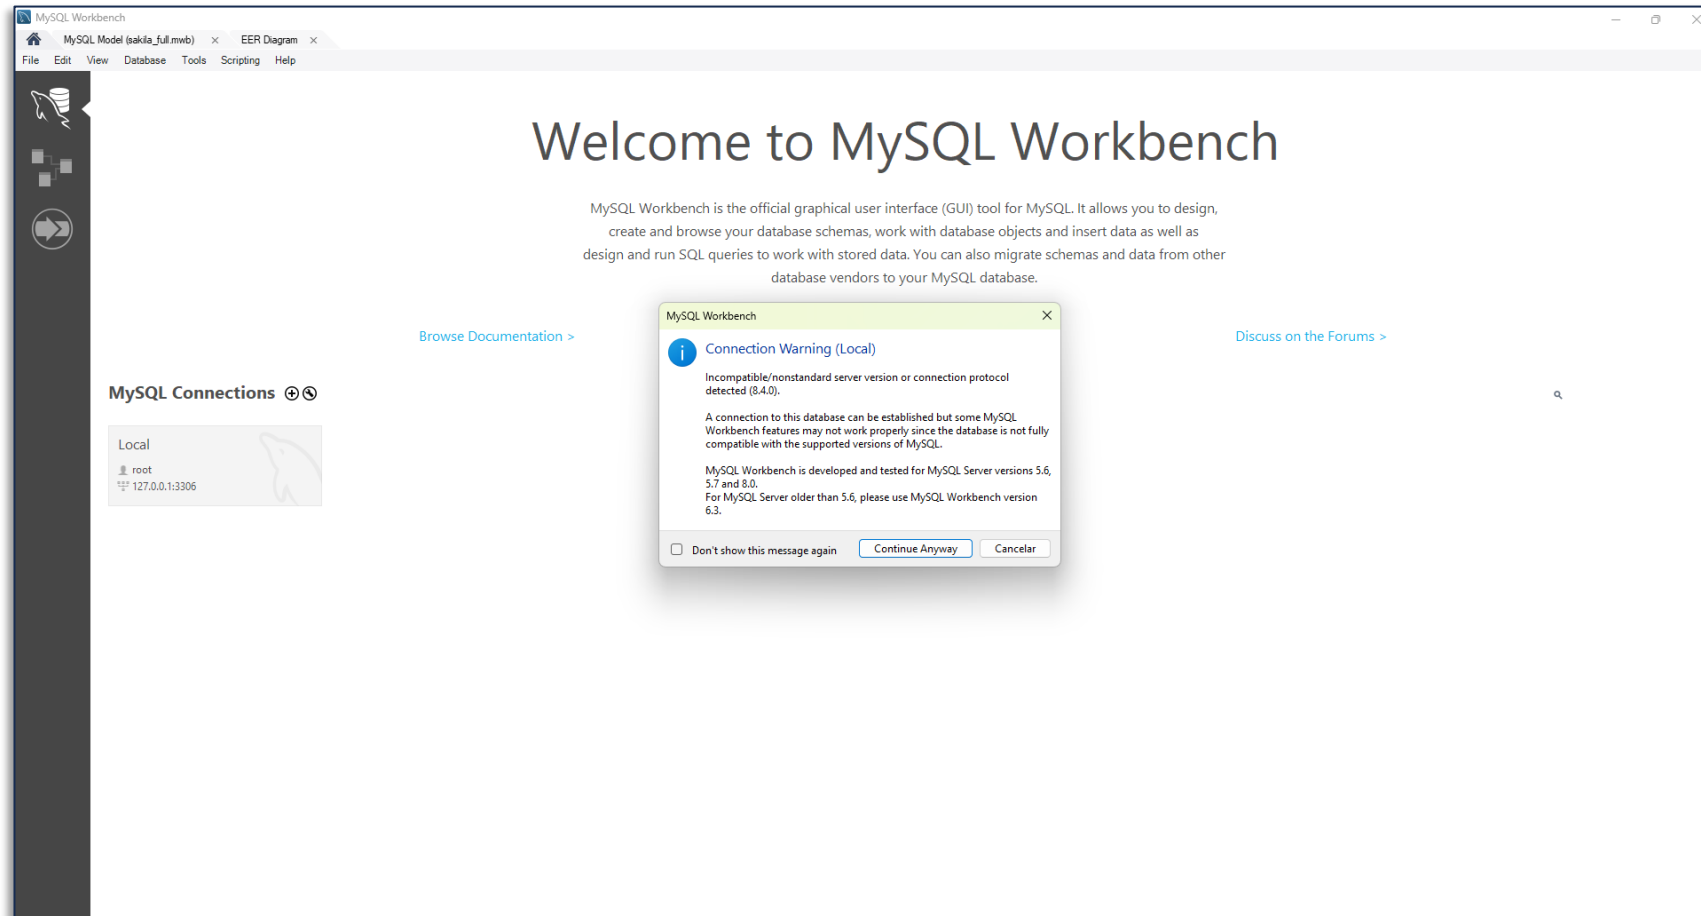 MySQL Workbench
MySQL Model (sakila_full.mwb)
EER Diagram
File Edit View Database Tools Scripting Help
Welcome to MySQL Workbench
MySQL Workbench is the official graphical user interface (GUI) tool for MySQL. It allows you to design,
create and browse your database schemas, work with database objects and insert data as well as
design and run SQL queries to work with stored data. You can also migrate schemas and data from other
database vendors to your MySQL database.
Browse Documentation >
Discuss on the Forums >
MySQL Connections
Local
root
127.0.0.1:3306
MySQL Workbench
Connection Warning (Local)
Incompatible/nonstandard server version or connection protocol
detected (8.4.0).
A connection to this database can be established but some MySQL
Workbench features may not work properly since the database is not fully
compatible with the supported versions of MySQL.
MySQL Workbench is developed and tested for MySQL Server versions 5.6,
5.7 and 8.0.
For MySQL Server older than 5.6, please use MySQL Workbench version
6.3.
Don't show this message again
Continue Anyway
Cancelar